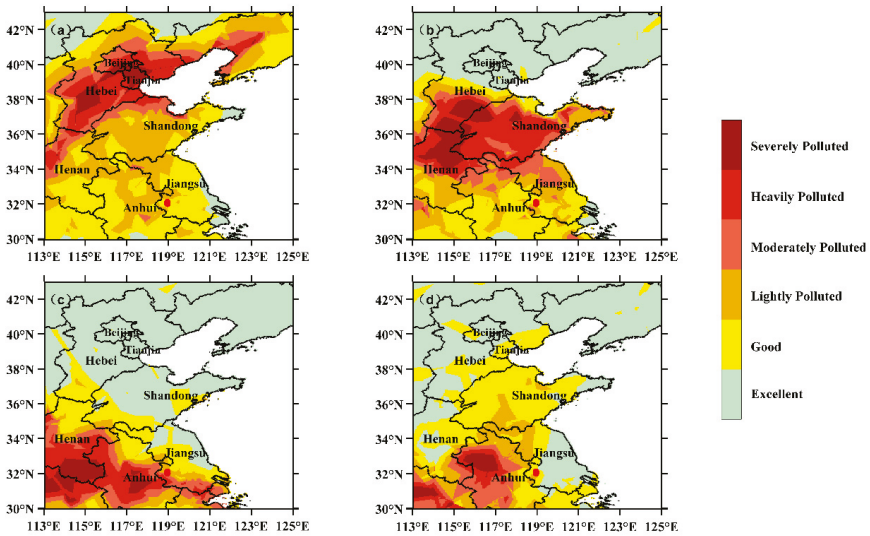 (a)
42°N
40°N
38°N
36°N
34°N
32°N
30°N
Beijing
Tianjin
Hebei
Shandong
Henan
Jiangsu
Anhui
113°E 115°E 117°E 119°E 121°E 123°E 125°E
(b)
42°N
40°N
38°N
36°N
34°N
32°N
30°N
Beijing
Tianjin
Hebei
Shandong
Henan
Jiangsu
Anhui
113°E 115°E 117°E 119°E 121°E 123°E 125°E
(c)
42°N
40°N
38°N
36°N
34°N
32°N
30°N
Beijing
Tianjin
Hebei
Shandong
Henan
Jiangsu
Anhui
113°E 115°E 117°E 119°E 121°E 123°E 125°E
(d)
42°N
40°N
38°N
36°N
34°N
32°N
30°N
Beijing
Tianjin
Hebei
Shandong
Henan
Jiangsu
Anhui
113°E 115°E 117°E 119°E 121°E 123°E 125°E
Severely Polluted
Heavily Polluted
Moderately Polluted
Lightly Polluted
Good
Excellent